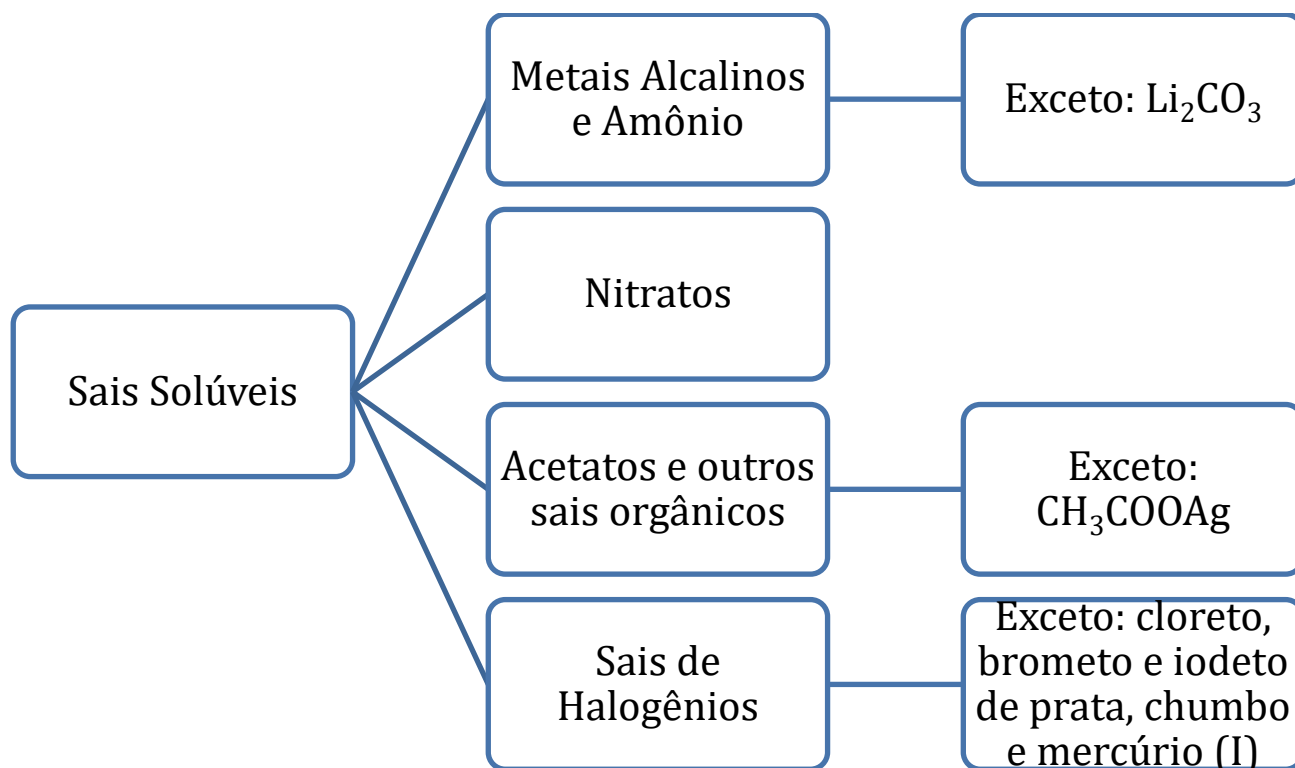 Sais Solúveis
Metais Alcalinos
e Amônio
Exceto: Li₂CO₃
Nitratos
Acetatos e outros
sais orgânicos
Exceto:
CH₃COOAg
Sais de
Halogênios
Exceto: cloreto,
brometo e iodeto
de prata, chumbo
e mercúrio (I)